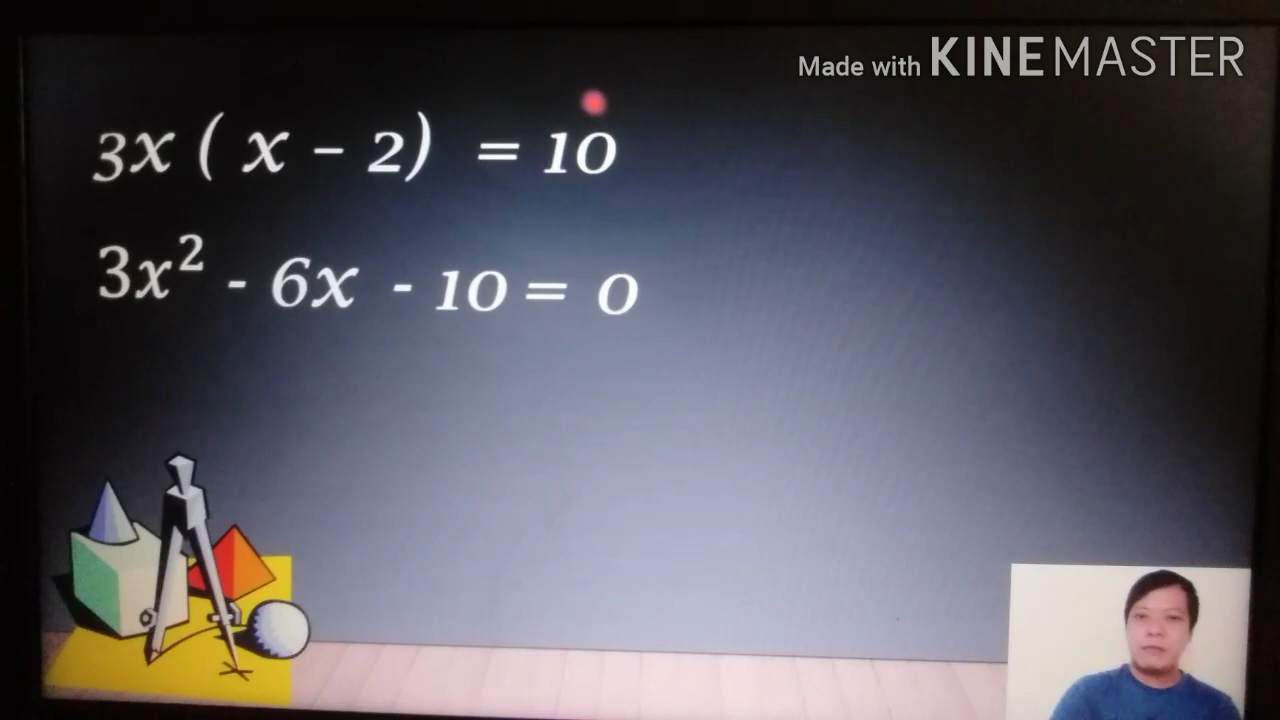 Made with KINEMASTER
3x ( x – 2) = 10
3x² - 6x - 10 = 0